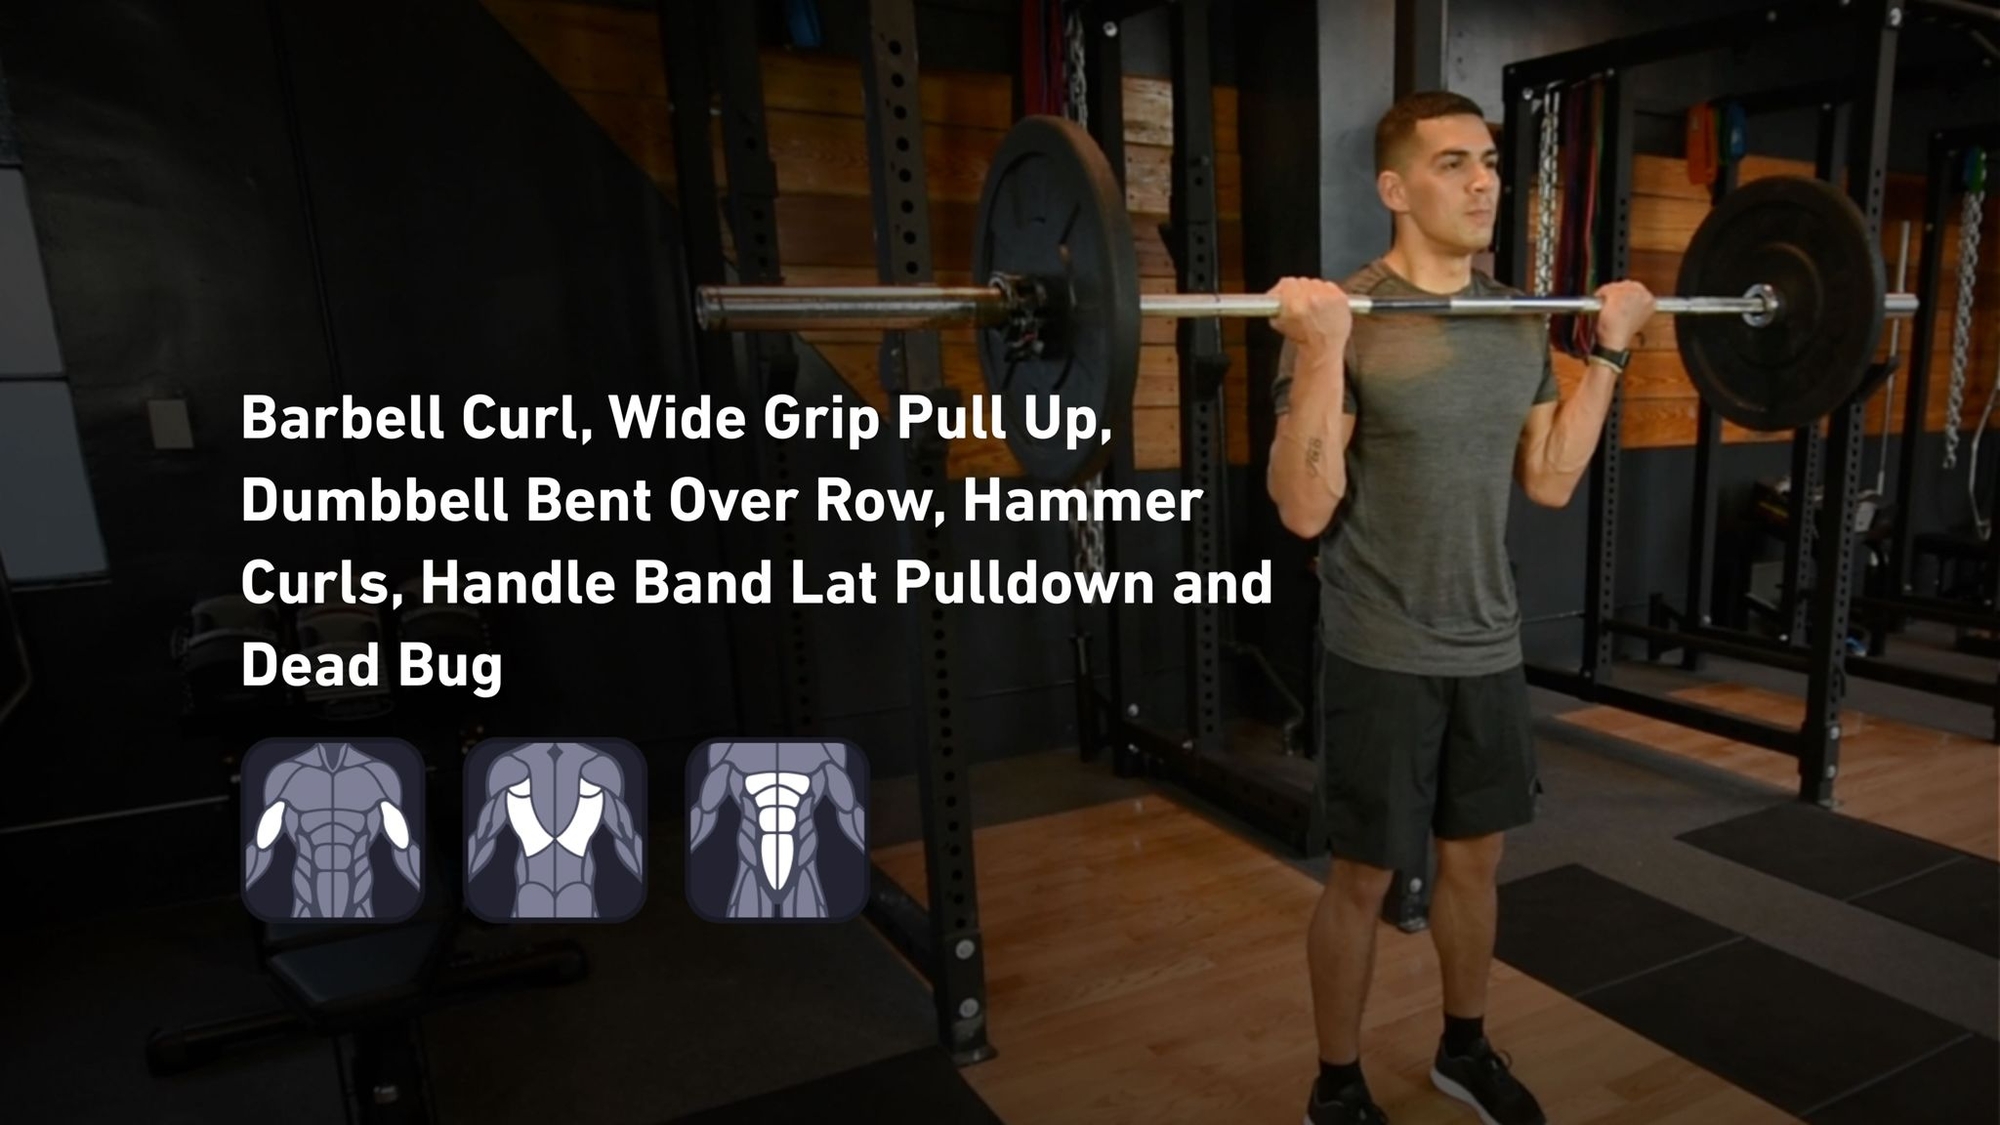 Barbell Curl, Wide Grip Pull Up,
Dumbbell Bent Over Row, Hammer
Curls, Handle Band Lat Pulldown and
Dead Bug